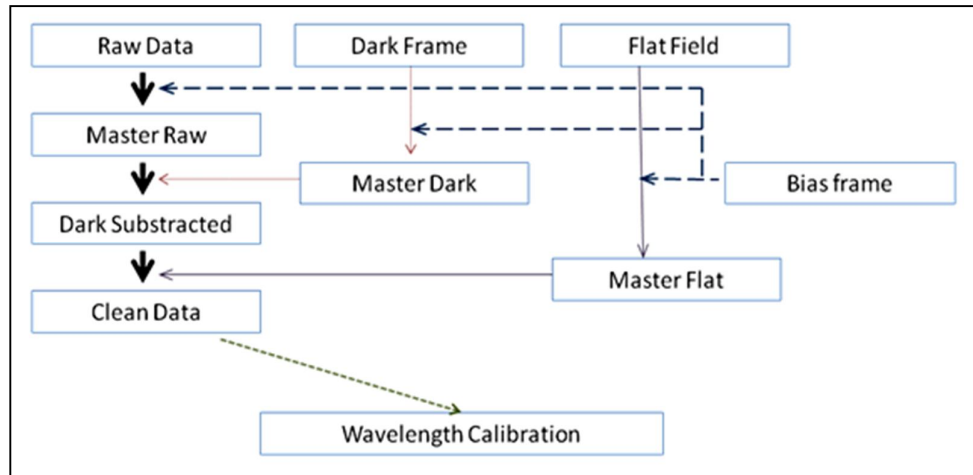 Raw Data
Dark Frame
Flat Field
Master Raw
Master Dark
Bias frame
Dark Substracted
Master Flat
Clean Data
Wavelength Calibration